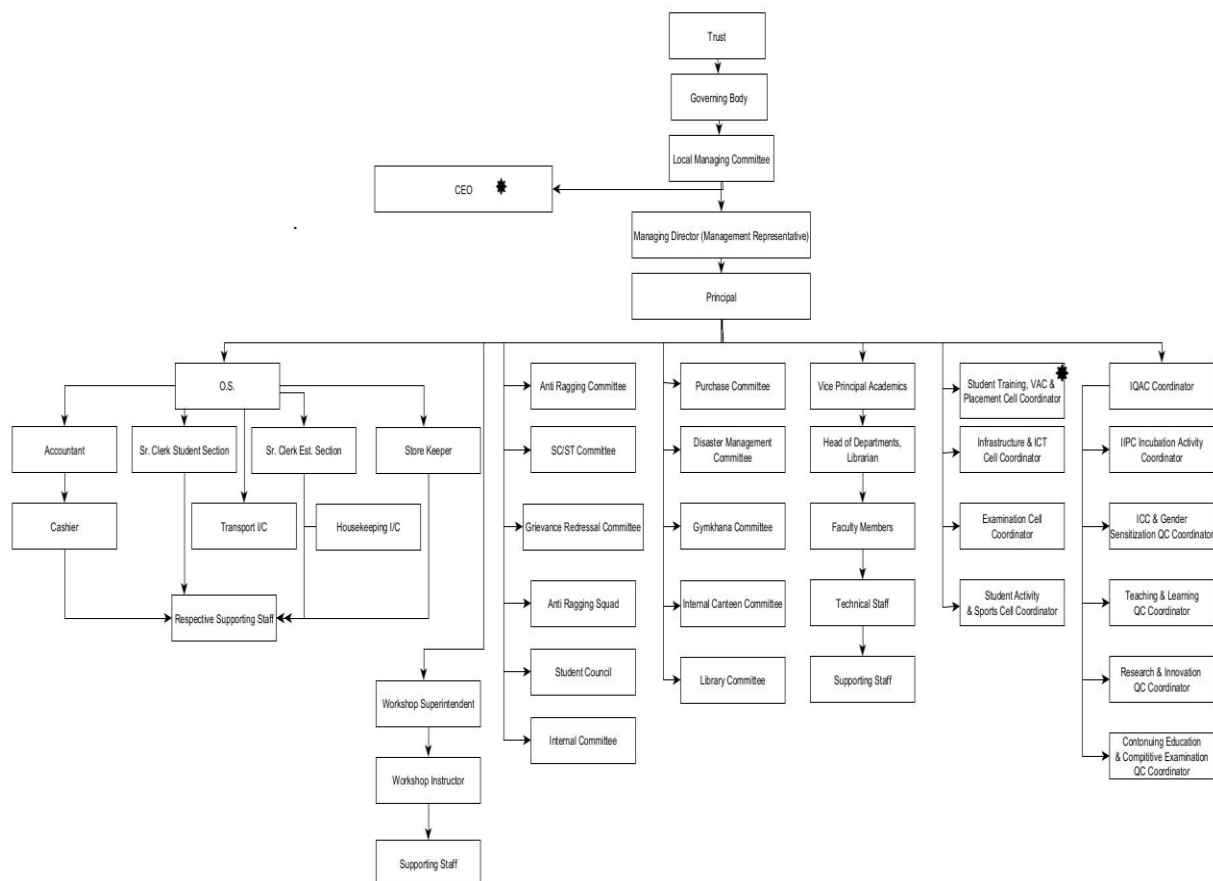 Trust
Governing Body
Local Managing Committee
CEO
Managing Director (Management Representative)
Principal
O.S.
Accountant
Sr. Clerk Student Section
Sr. Clerk Est. Section
Store Keeper
Cashier
Transport I/C
Housekeeping I/C
Respective Supporting Staff
Workshop Superintendent
Workshop Instructor
Supporting Staff
Anti Ragging Committee
SC/ST Committee
Grievance Redressal Committee
Anti Ragging Squad
Student Council
Internal Committee
Purchase Committee
Disaster Management
Committee
Gymkhana Committee
Internal Canteen Committee
Library Committee
Vice Principal Academics
Head of Departments,
Librarian
Faculty Members
Technical Staff
Supporting Staff
Student Training, VAC &
Placement Cell Coordinator
Infrastructure & ICT
Cell Coordinator
Examination Cell
Coordinator
Student Activity
& Sports Cell Coordinator
IQAC Coordinator
IIPC Incubation Activity
Coordinator
ICC & Gender
Sensitization QC Coordinator
Teaching & Learning
QC Coordinator
Research & Innovation
QC Coordinator
Contonuing Education
& Compititive Examination
QC Coordinator